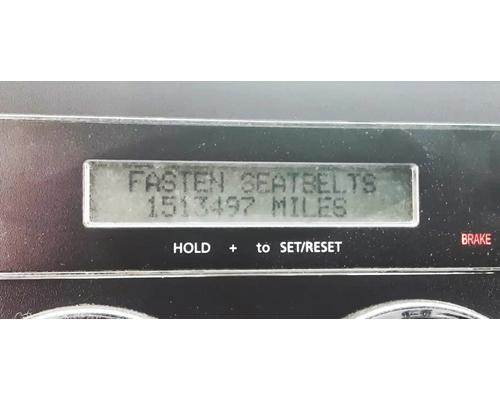 FASTEN SEATBELTS
1513497 MILES
HOLD + to SET/RESET
BRAKE